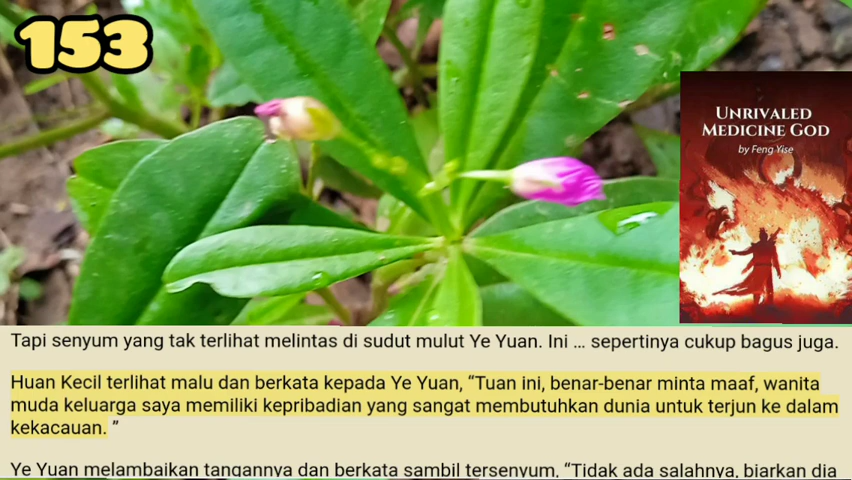 153
UNRIVALED
MEDICINE GOD
by Feng Yise
Tapi senyum yang tak terlihat melintas di sudut mulut Ye Yuan. Ini ... sepertinya cukup bagus juga.
Huan Kecil terlihat malu dan berkata kepada Ye Yuan, “Tuan ini, benar-benar minta maaf, wanita
muda keluarga saya memiliki kepribadian yang sangat membutuhkan dunia untuk terjun ke dalam
kekacauan. ”
Ye Yuan melambaikan tangannya dan berkata sambil tersenyum, “Tidak ada salahnya, biarkan dia